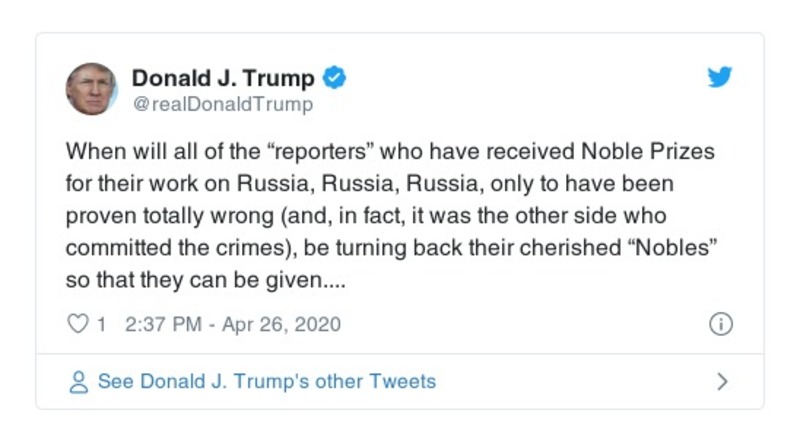 Donald J. Trump
@realDonaldTrump
When will all of the “reporters” who have received Noble Prizes
for their work on Russia, Russia, Russia, only to have been
proven totally wrong (and, in fact, it was the other side who
committed the crimes), be turning back their cherished “Nobles”
so that they can be given....
1 2:37 PM - Apr 26, 2020
See Donald J. Trump's other Tweets